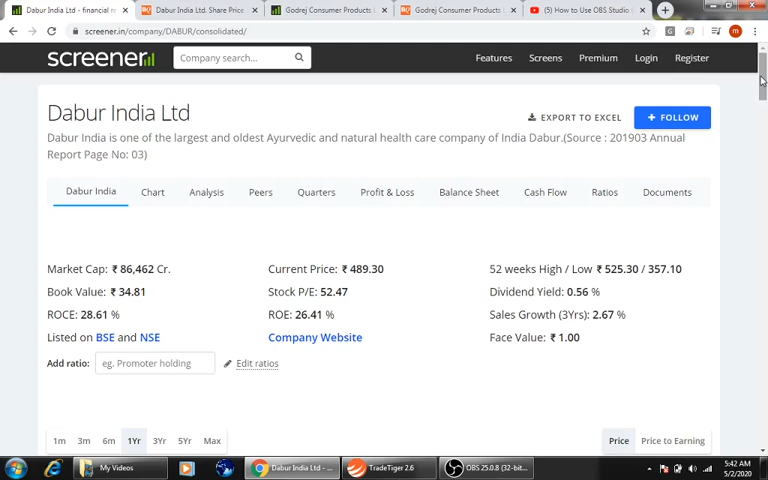 Dabur India Ltd - financial r
Dabur India Ltd. Share Price
Godrej Consumer Products L
Godrej Consumer Products L
(5) How to Use OBS Studio
screener.in/company/DABUR/consolidated/
screener
Company search...
Features Screens Premium Login Register
Dabur India Ltd
EXPORT TO EXCEL
+ FOLLOW
Dabur India is one of the largest and oldest Ayurvedic and natural health care company of India Dabur.(Source : 201903 Annual
Report Page No: 03)
Dabur India Chart Analysis Peers Quarters Profit & Loss Balance Sheet Cash Flow Ratios Documents
Market Cap: ₹ 86,462 Cr. Current Price: ₹ 489.30 52 weeks High / Low ₹ 525.30 / 357.10
Book Value: ₹ 34.81 Stock P/E: 52.47 Dividend Yield: 0.56 %
ROCE: 28.61 % ROE: 26.41 % Sales Growth (3Yrs): 2.67 %
Listed on BSE and NSE Company Website Face Value: ₹ 1.00
Add ratio: eg. Promoter holding Edit ratios
1m 3m 6m 1Yr 3Yr 5Yr Max Price Price to Earning
My Videos Dabur India Ltd - ... TradeTiger 2.6 OBS 25.0.8 (32-bit... 5:42 AM
5/2/2020